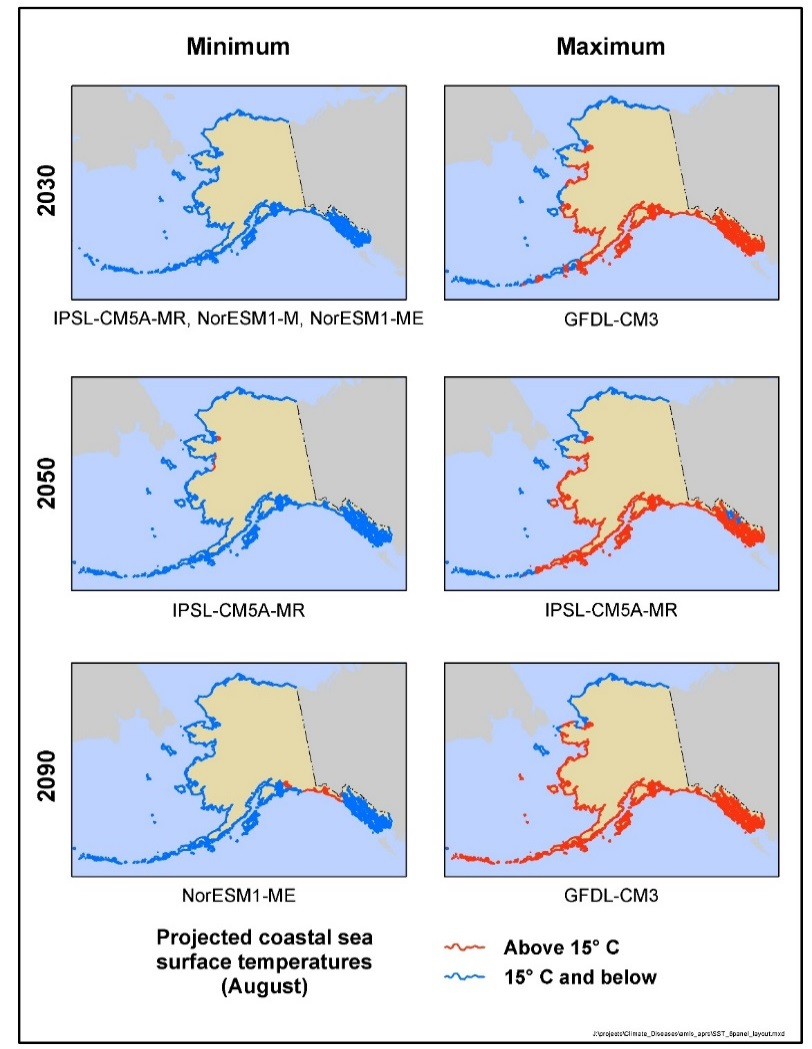 Minimum
Maximum
2030
IPSL-CM5A-MR, NorESM1-M, NorESM1-ME
GFDL-CM3
2050
IPSL-CM5A-MR
IPSL-CM5A-MR
2090
NorESM1-ME
GFDL-CM3
Projected coastal sea
surface temperatures
(August)
Above 15° C
15° C and below